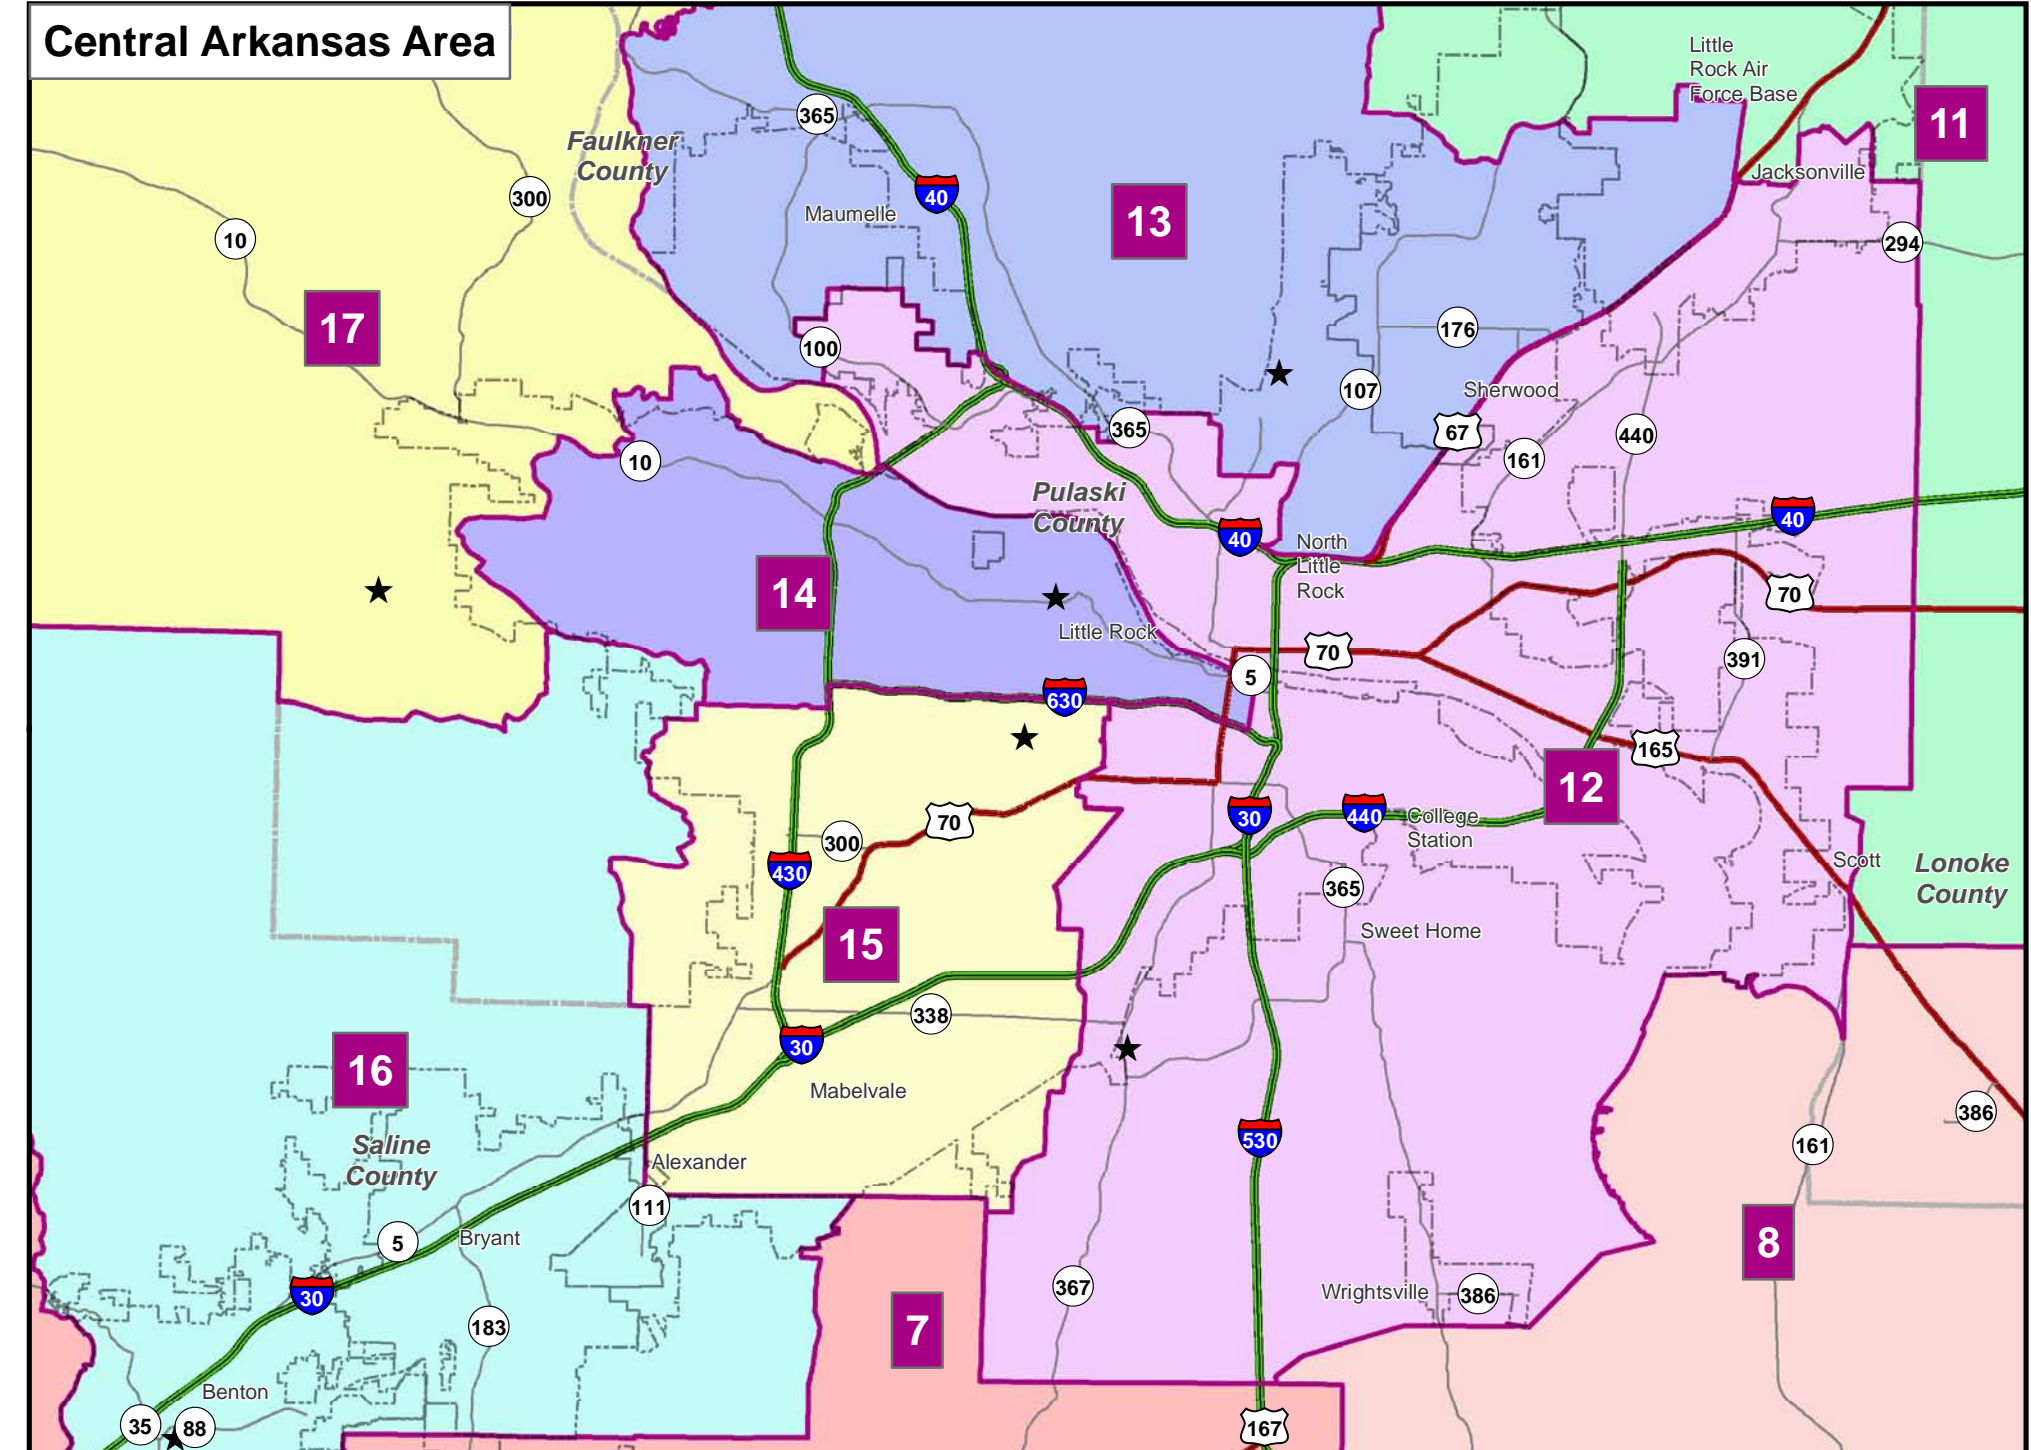 Central Arkansas Area
Little
Rock Air
Force Base
11
365
Faulkner
County
Jacksonville
300
40
Maumelle
13
10
294
17
100
176
107
Sherwood
365
67
440
161
10
Pulaski
County
40
40
North
Little
Rock
14
70
Little Rock
70
391
5
630
165
12
30
440
College
Station
70
300
430
Scott
Lonoke
County
365
15
Sweet Home
338
30
16
Mabelvale
386
530
161
Saline
County
Alexander
111
5
Bryant
8
30
367
Wrightsville
386
183
7
Benton
35
88
167